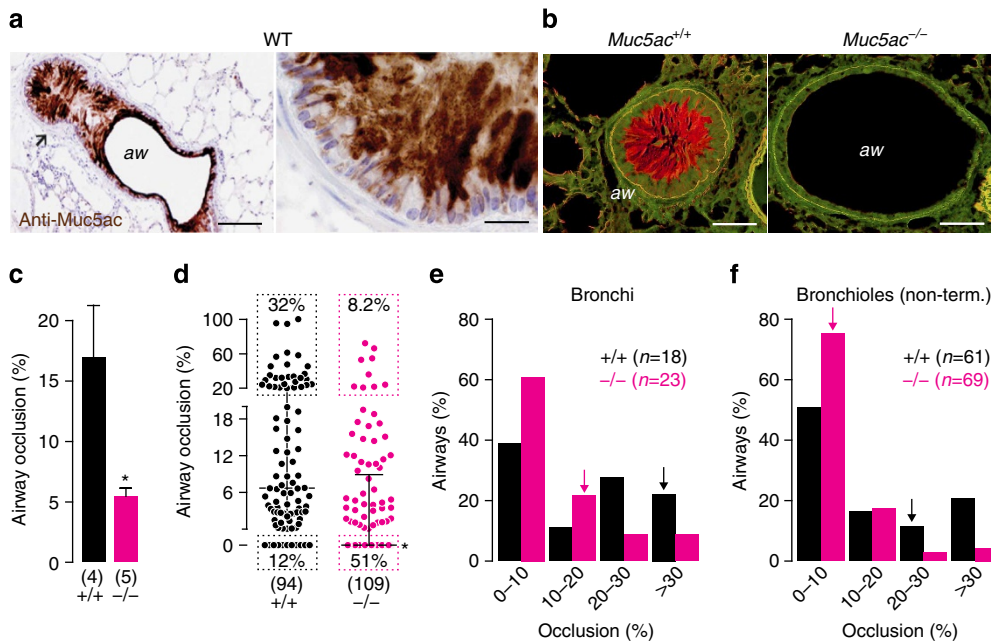 a
WT
aw
Anti-Muc5ac
b
Muc5ac+/+
Muc5ac−/−
aw
aw
c
Airway occlusion (%)
20
15
10
5
0
*
(4) (5)
+/+ −/−
d
Airway occlusion (%)
32% 8.2%
100
80
60
40
20
18
12
6
0
*
12% 51%
(94) (109)
+/+ −/−
e
Bronchi
+/+ (n=18)
−/− (n=23)
Airways (%)
80
60
40
20
0
0–10 10–20 20–30 >30
Occlusion (%)
f
Bronchioles (non-term.)
+/+ (n=61)
−/− (n=69)
Airways (%)
80
60
40
20
0
0–10 10–20 20–30 >30
Occlusion (%)